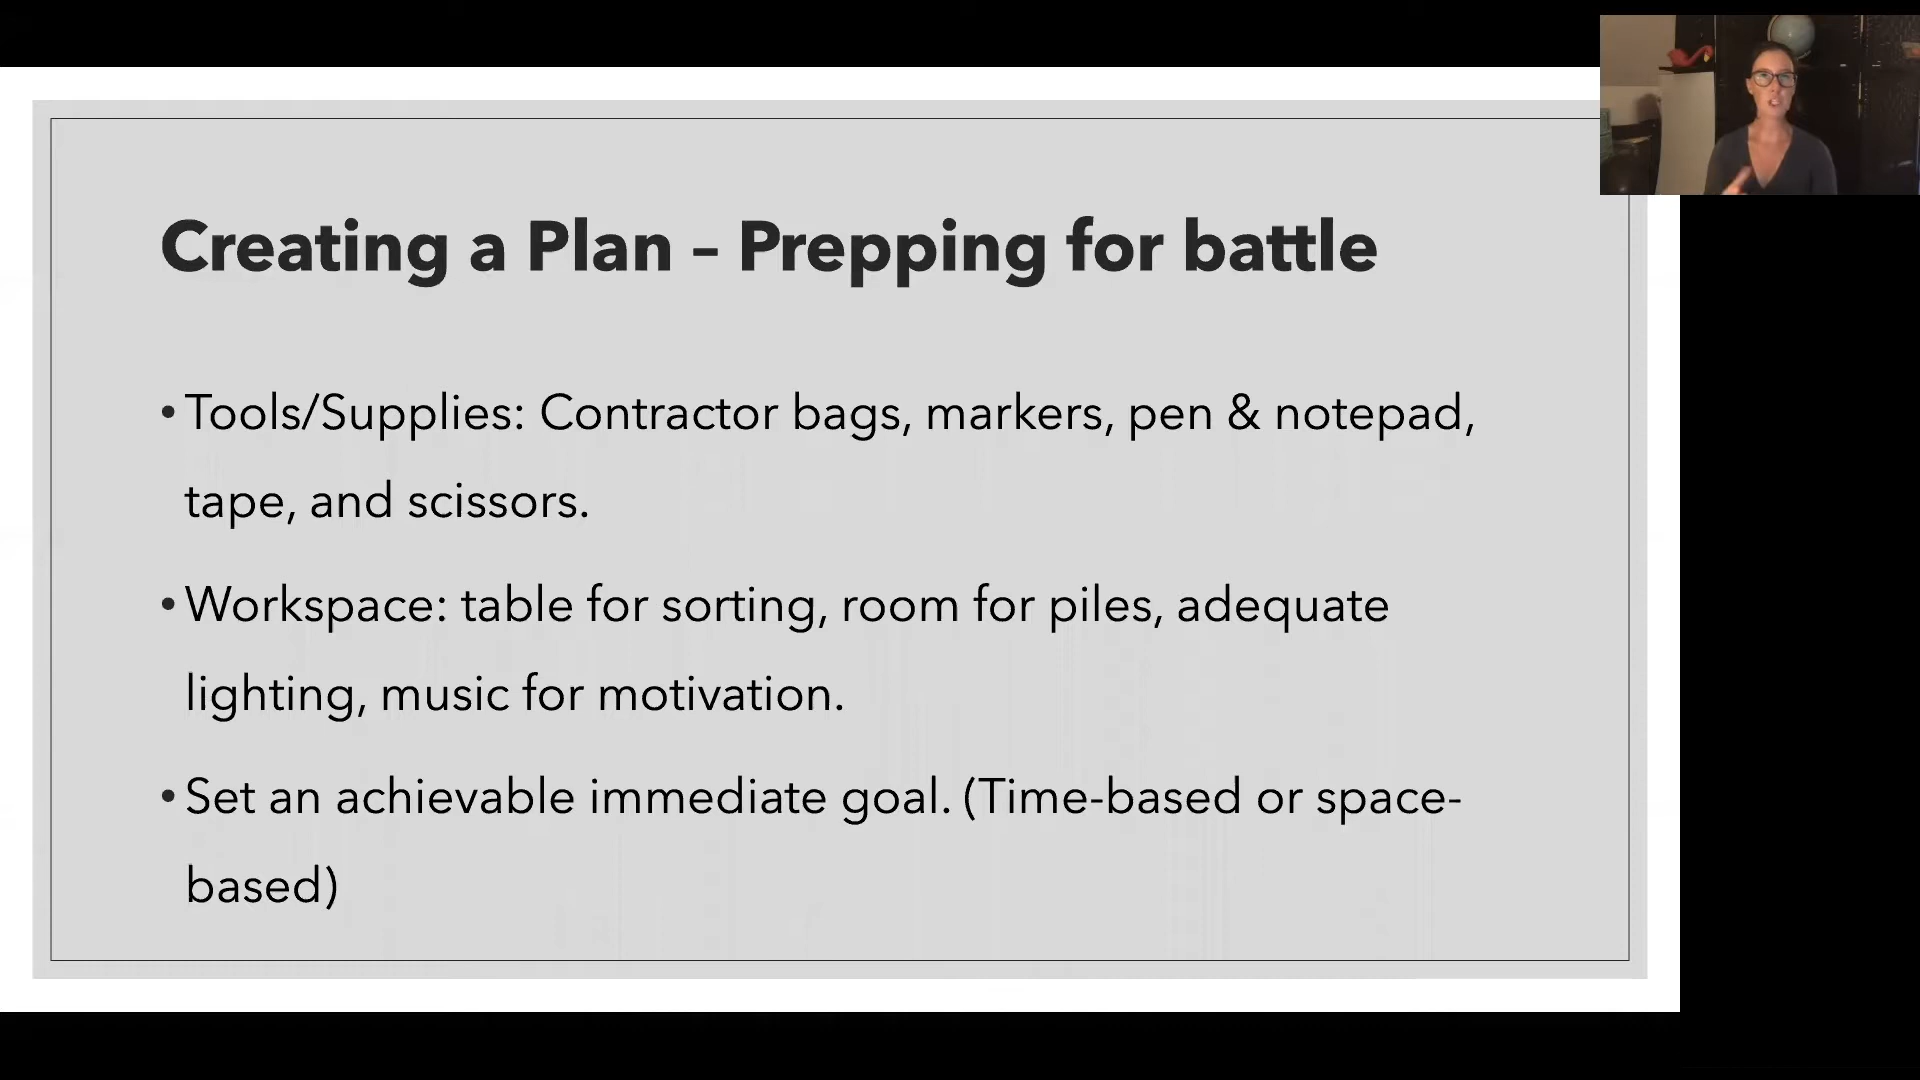 Creating a Plan – Prepping for battle
• Tools/Supplies: Contractor bags, markers, pen & notepad,
tape, and scissors.
• Workspace: table for sorting, room for piles, adequate
lighting, music for motivation.
• Set an achievable immediate goal. (Time-based or space-
based)